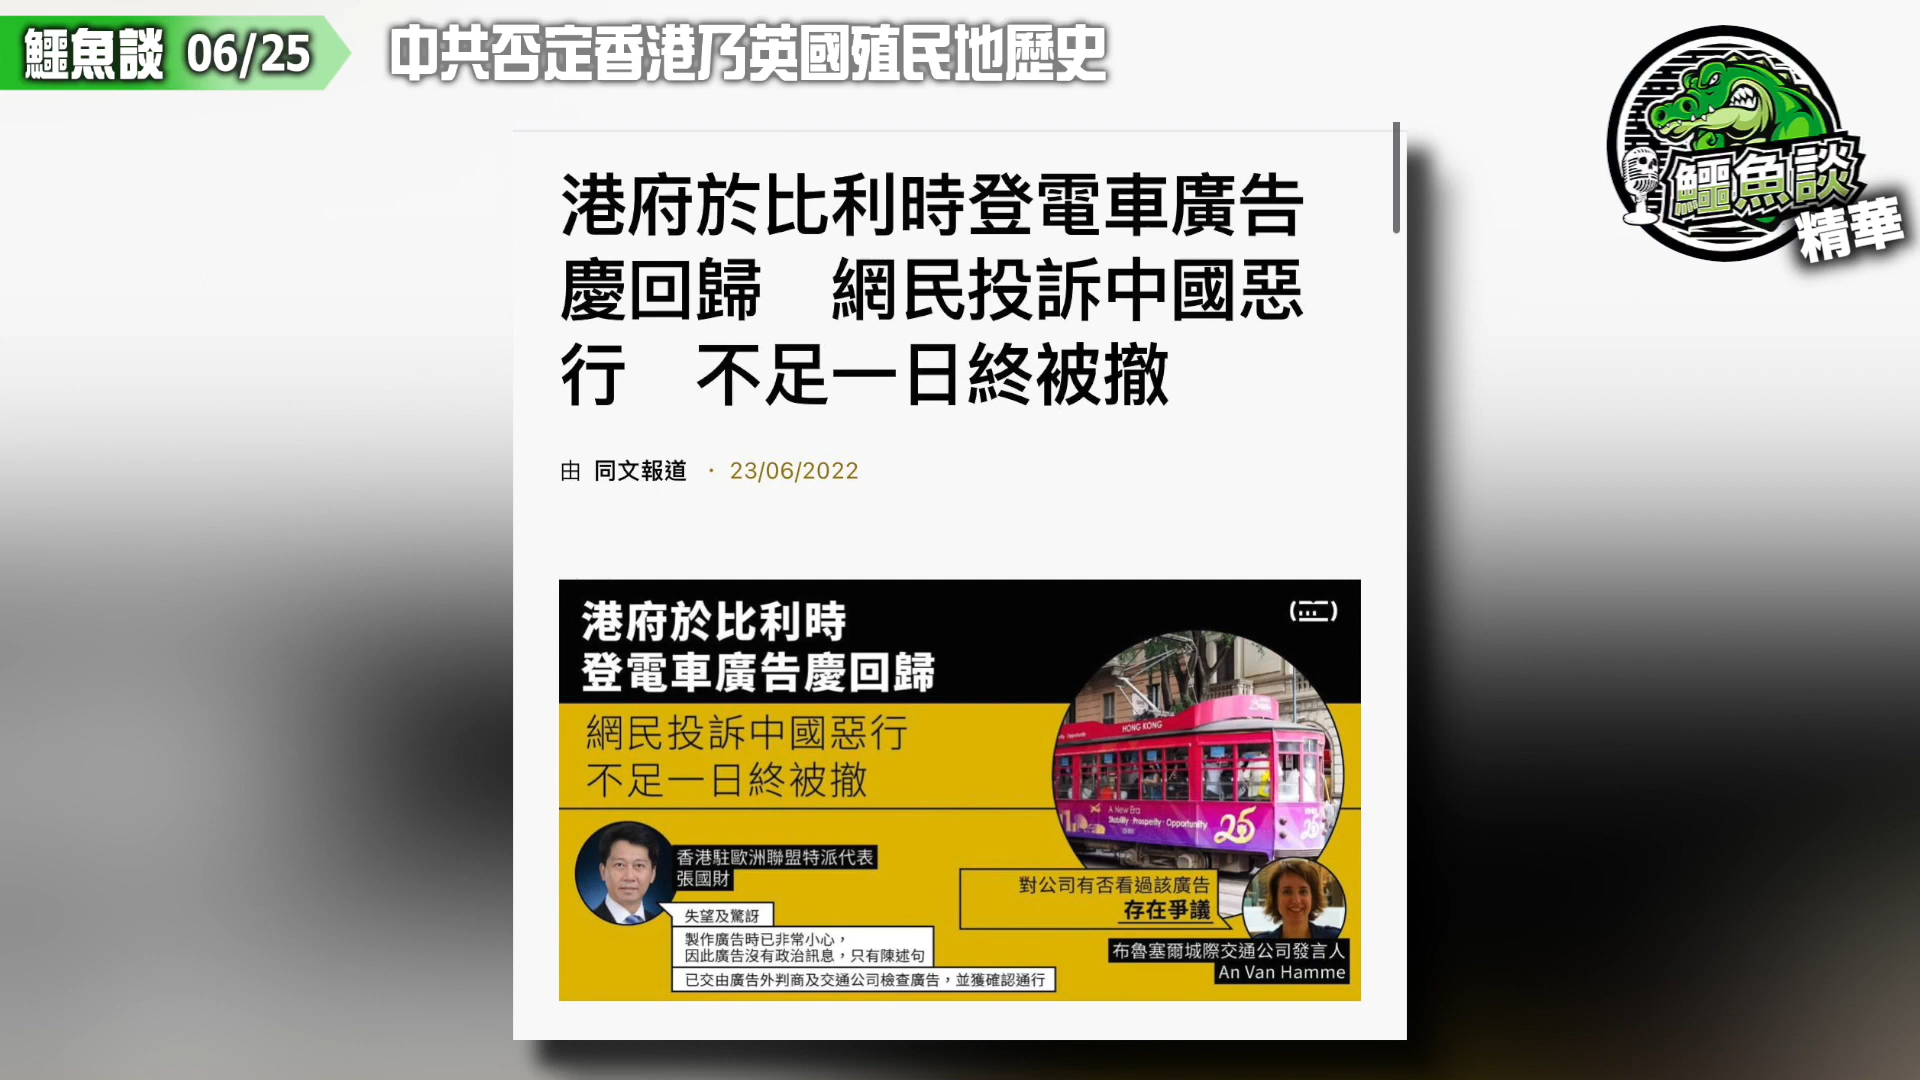 鱷魚談 06/25
中共否定香港乃英國殖民地歷史
鱷魚談
精華
港府於比利時登電車廣告
慶回歸　網民投訴中國惡
行　不足一日終被撤
由 同文報道 · 23/06/2022
港府於比利時
登電車廣告慶回歸
網民投訴中國惡行
不足一日終被撤
HONG KONG
A New Era
Stability · Prosperity · Opportunity
25
香港駐歐洲聯盟特派代表
張國財
失望及驚訝
製作廣告時已非常小心，
因此廣告沒有政治訊息，只有陳述句
已交由廣告外判商及交通公司檢查廣告，並獲確認通行
對公司有否看過該廣告
存在爭議
布魯塞爾城際交通公司發言人
An Van Hamme